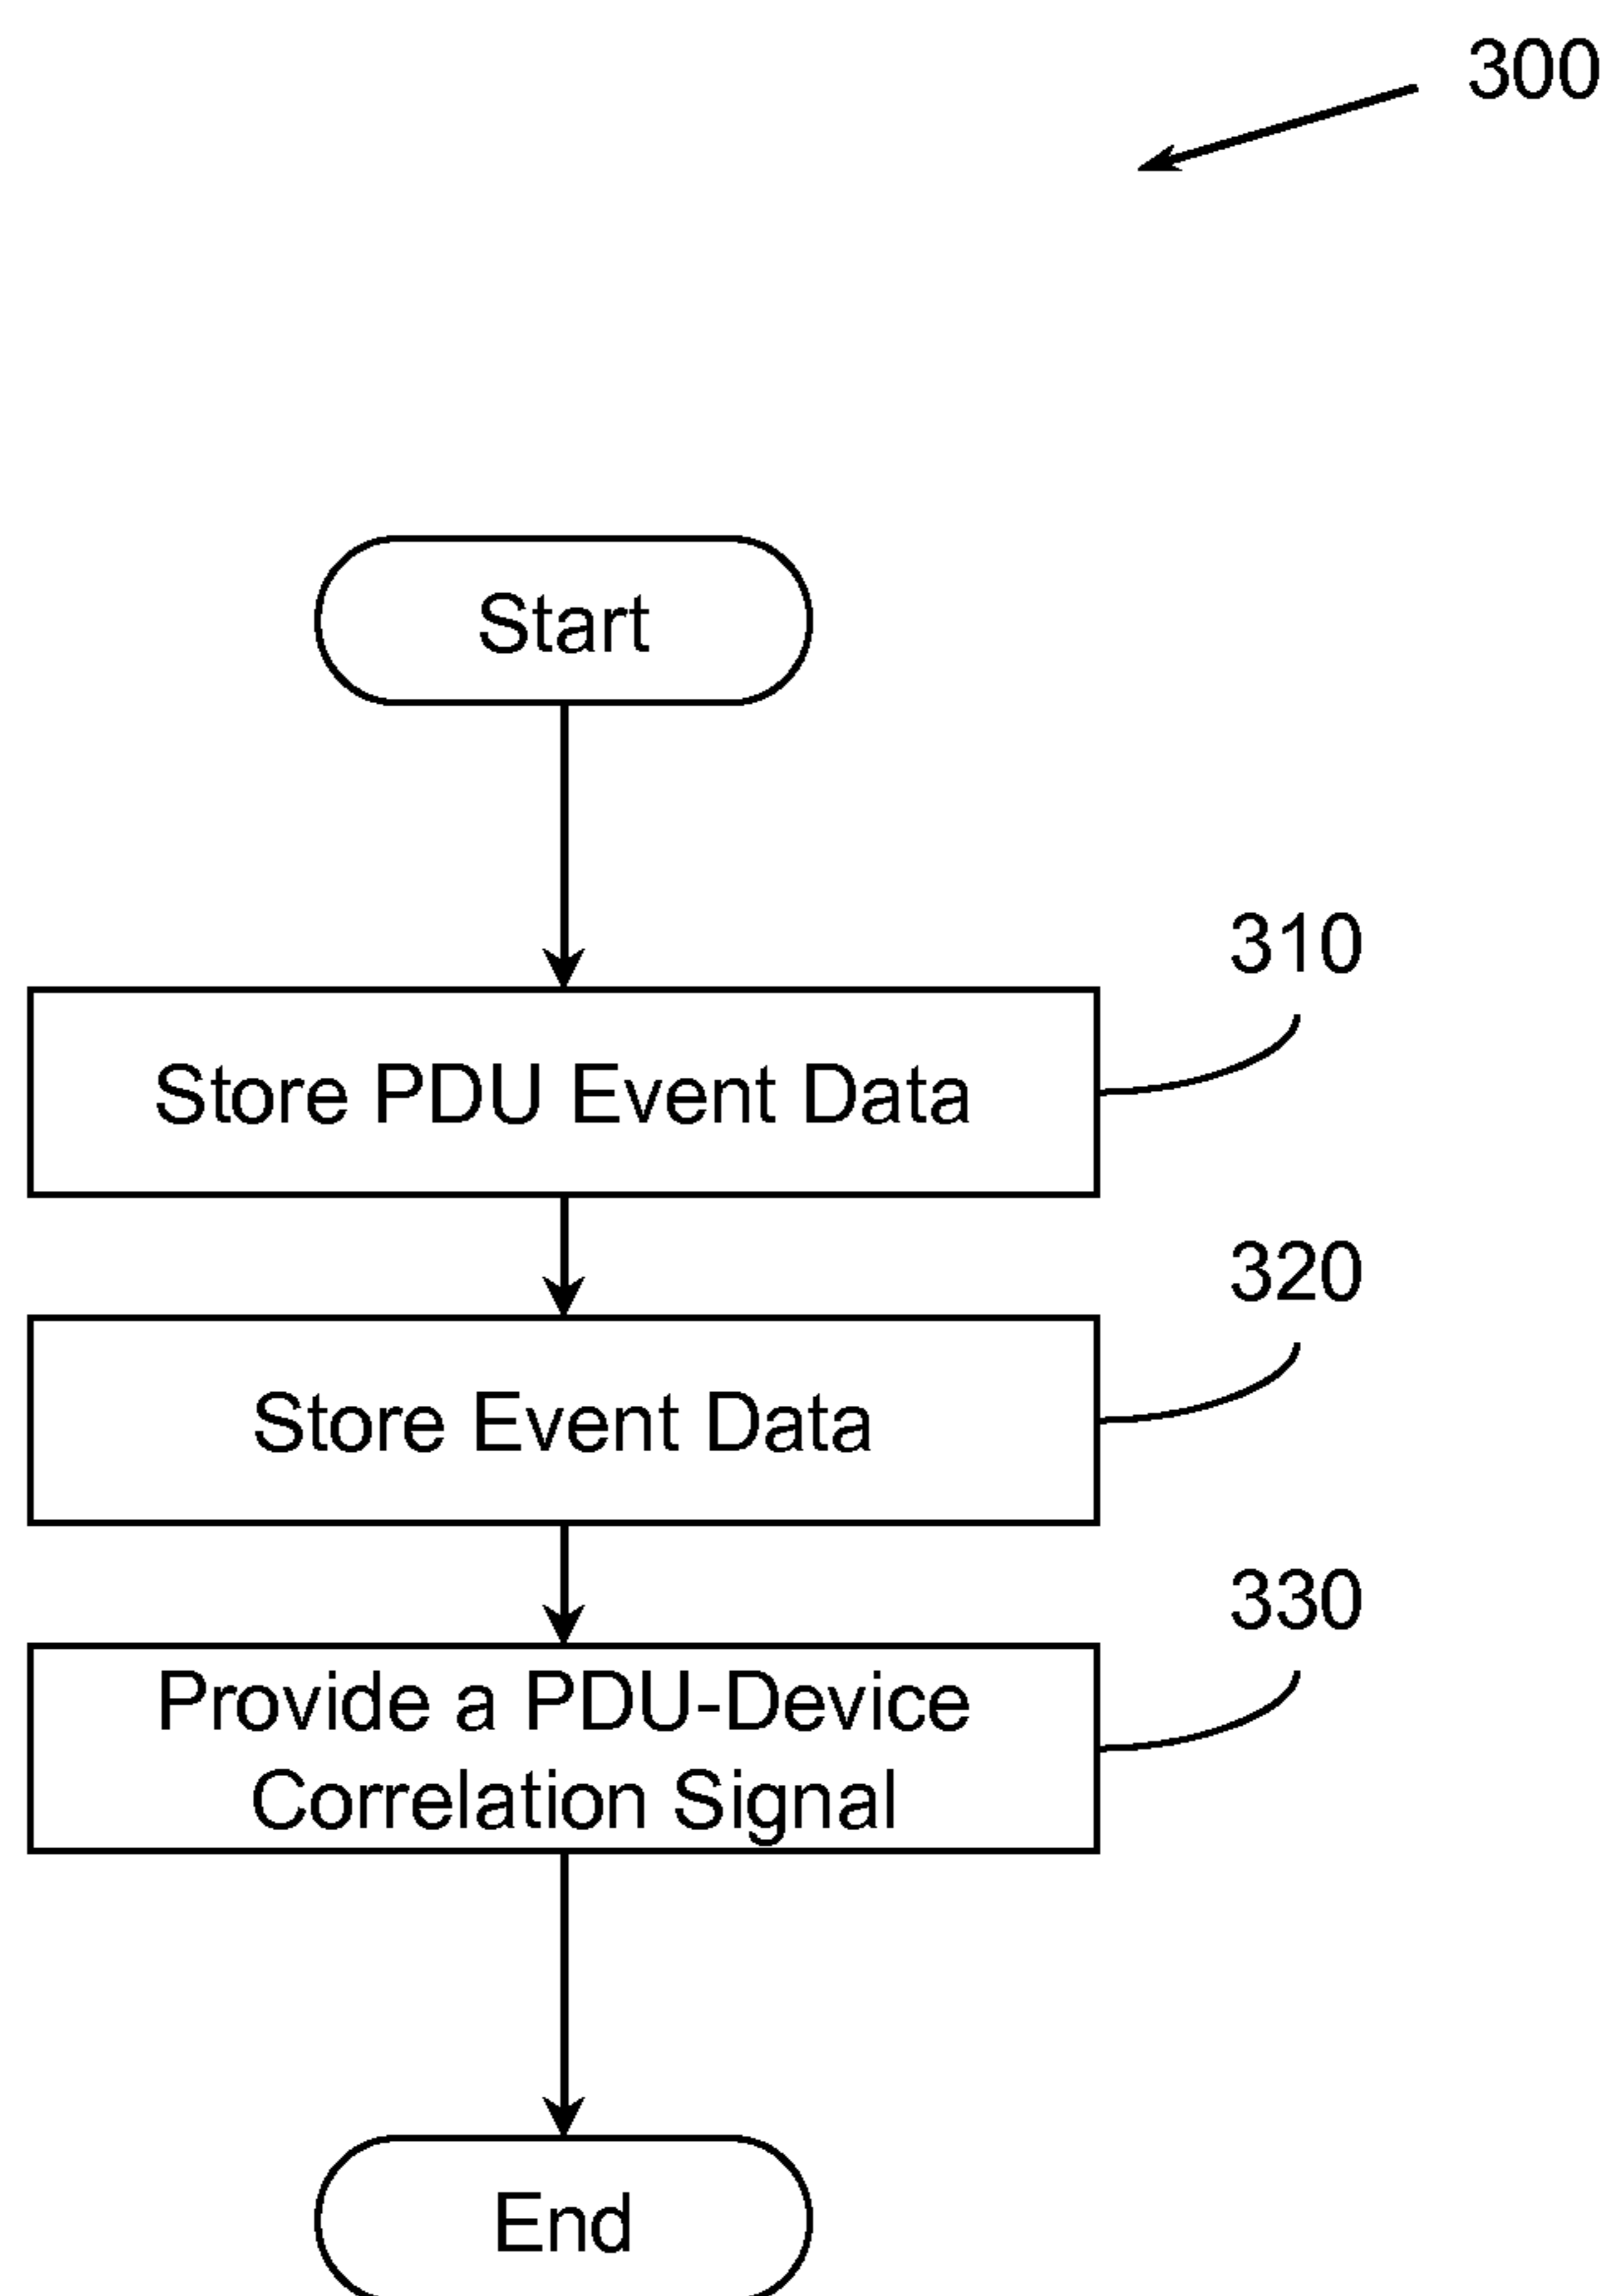 300
Start
310
Store PDU Event Data
320
Store Event Data
330
Provide a PDU-Device
Correlation Signal
End